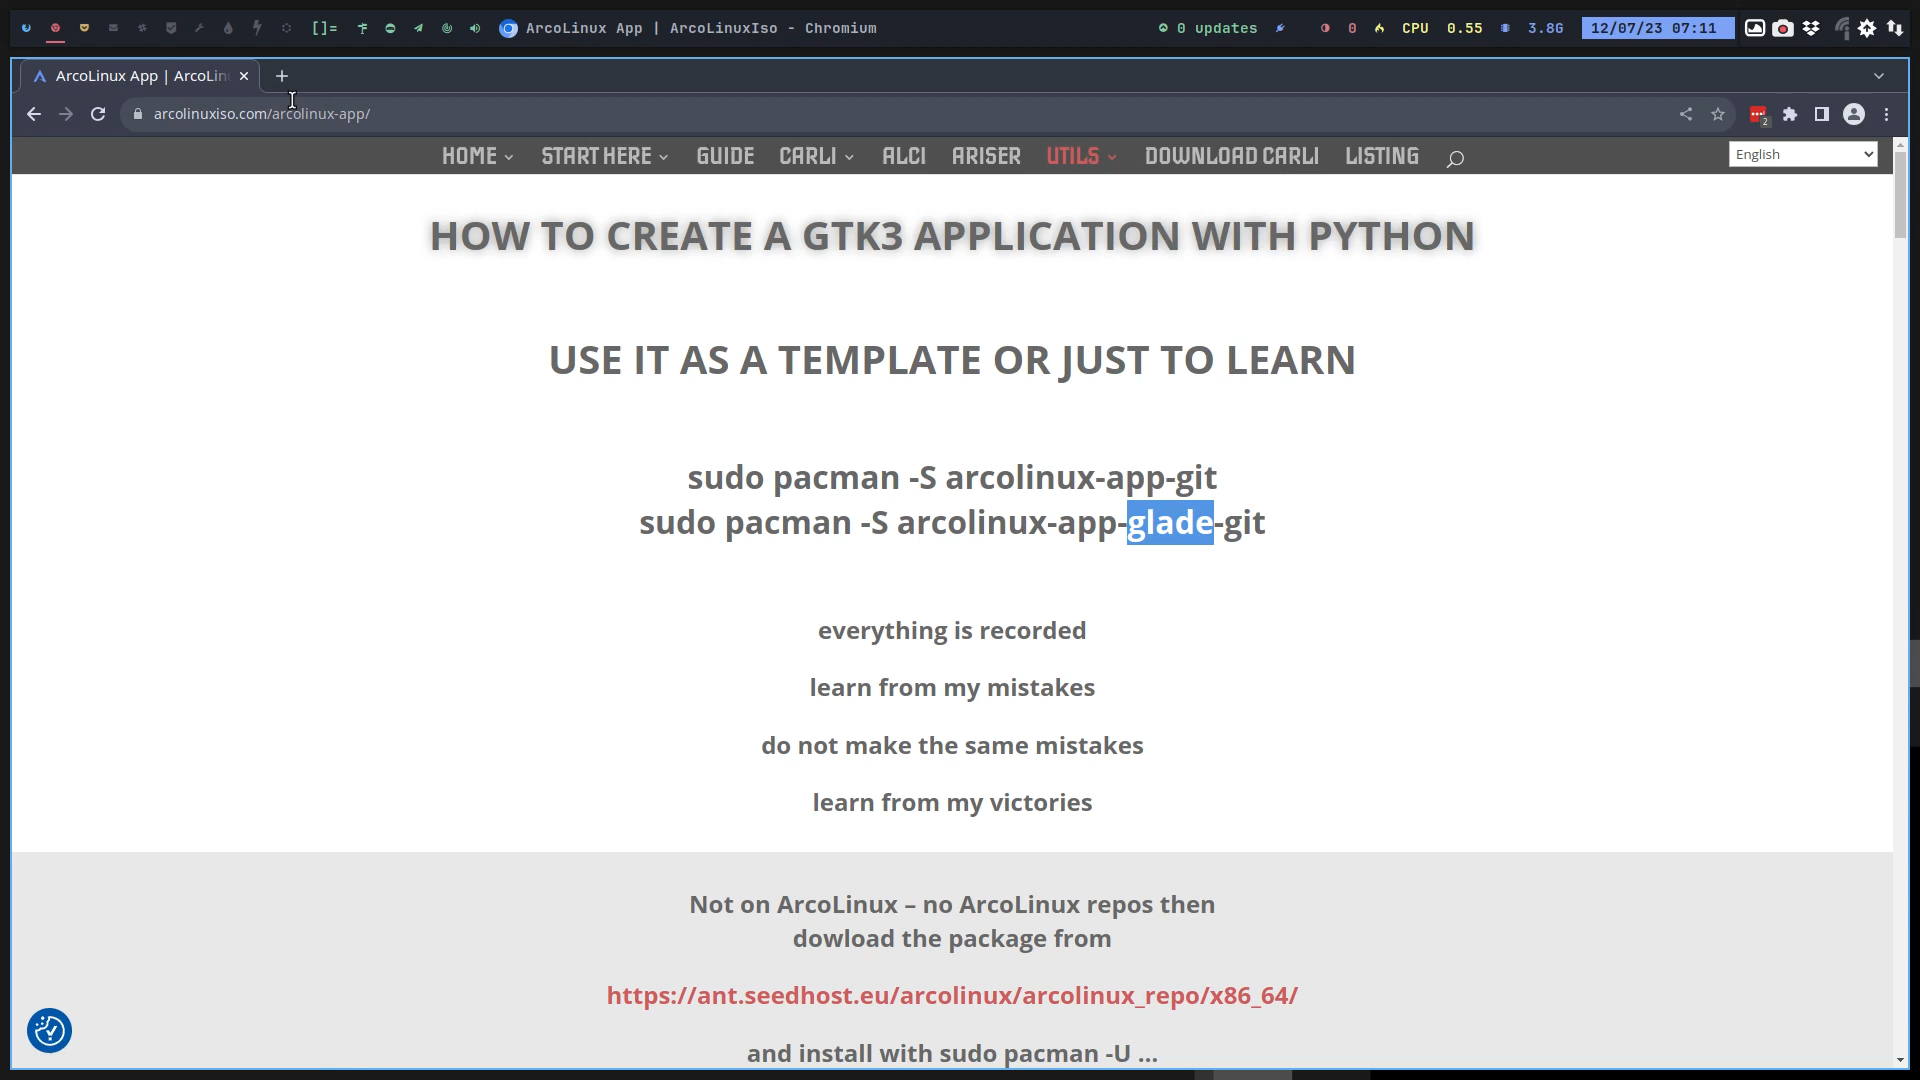 []=
ArcoLinux App | ArcoLinuxIso - Chromium
0 updates
0
CPU 0.55
3.8G
12/07/23 07:11
ArcoLinux App | ArcoLin
arcolinuxiso.com/arcolinux-app/
2
HOME START HERE GUIDE CARLI ALCI ARISER UTILS DOWNLOAD CARLI LISTING
English
HOW TO CREATE A GTK3 APPLICATION WITH PYTHON
USE IT AS A TEMPLATE OR JUST TO LEARN
sudo pacman -S arcolinux-app-git
sudo pacman -S arcolinux-app-glade-git
everything is recorded
learn from my mistakes
do not make the same mistakes
learn from my victories
Not on ArcoLinux – no ArcoLinux repos then
dowload the package from
https://ant.seedhost.eu/arcolinux/arcolinux_repo/x86_64/
and install with sudo pacman -U ...